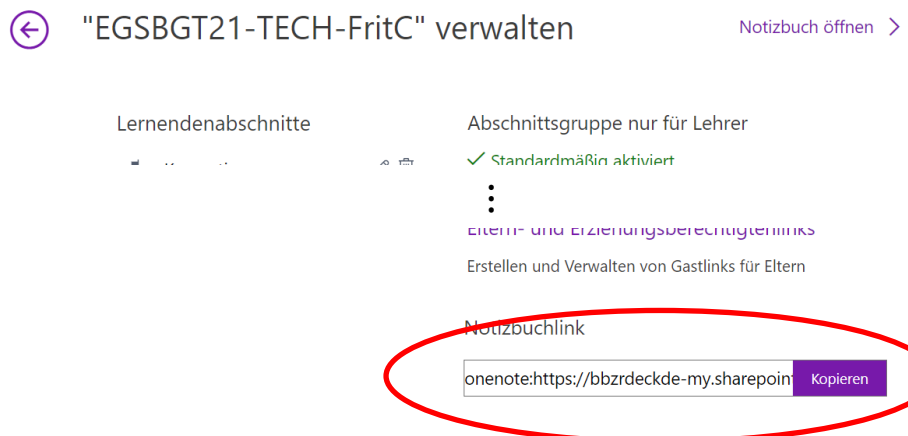 "EGSBGT21-TECH-FritC" verwalten
Notizbuch öffnen
Lernendenabschnitte
Abschnittsgruppe nur für Lehrer
Standardmäßig aktiviert
Eltern- und Erziehungsberechtigtenlinks
Erstellen und Verwalten von Gastlinks für Eltern
Notizbuchlink
onenote:https://bbzrdeckde-my.sharepoint
Kopieren